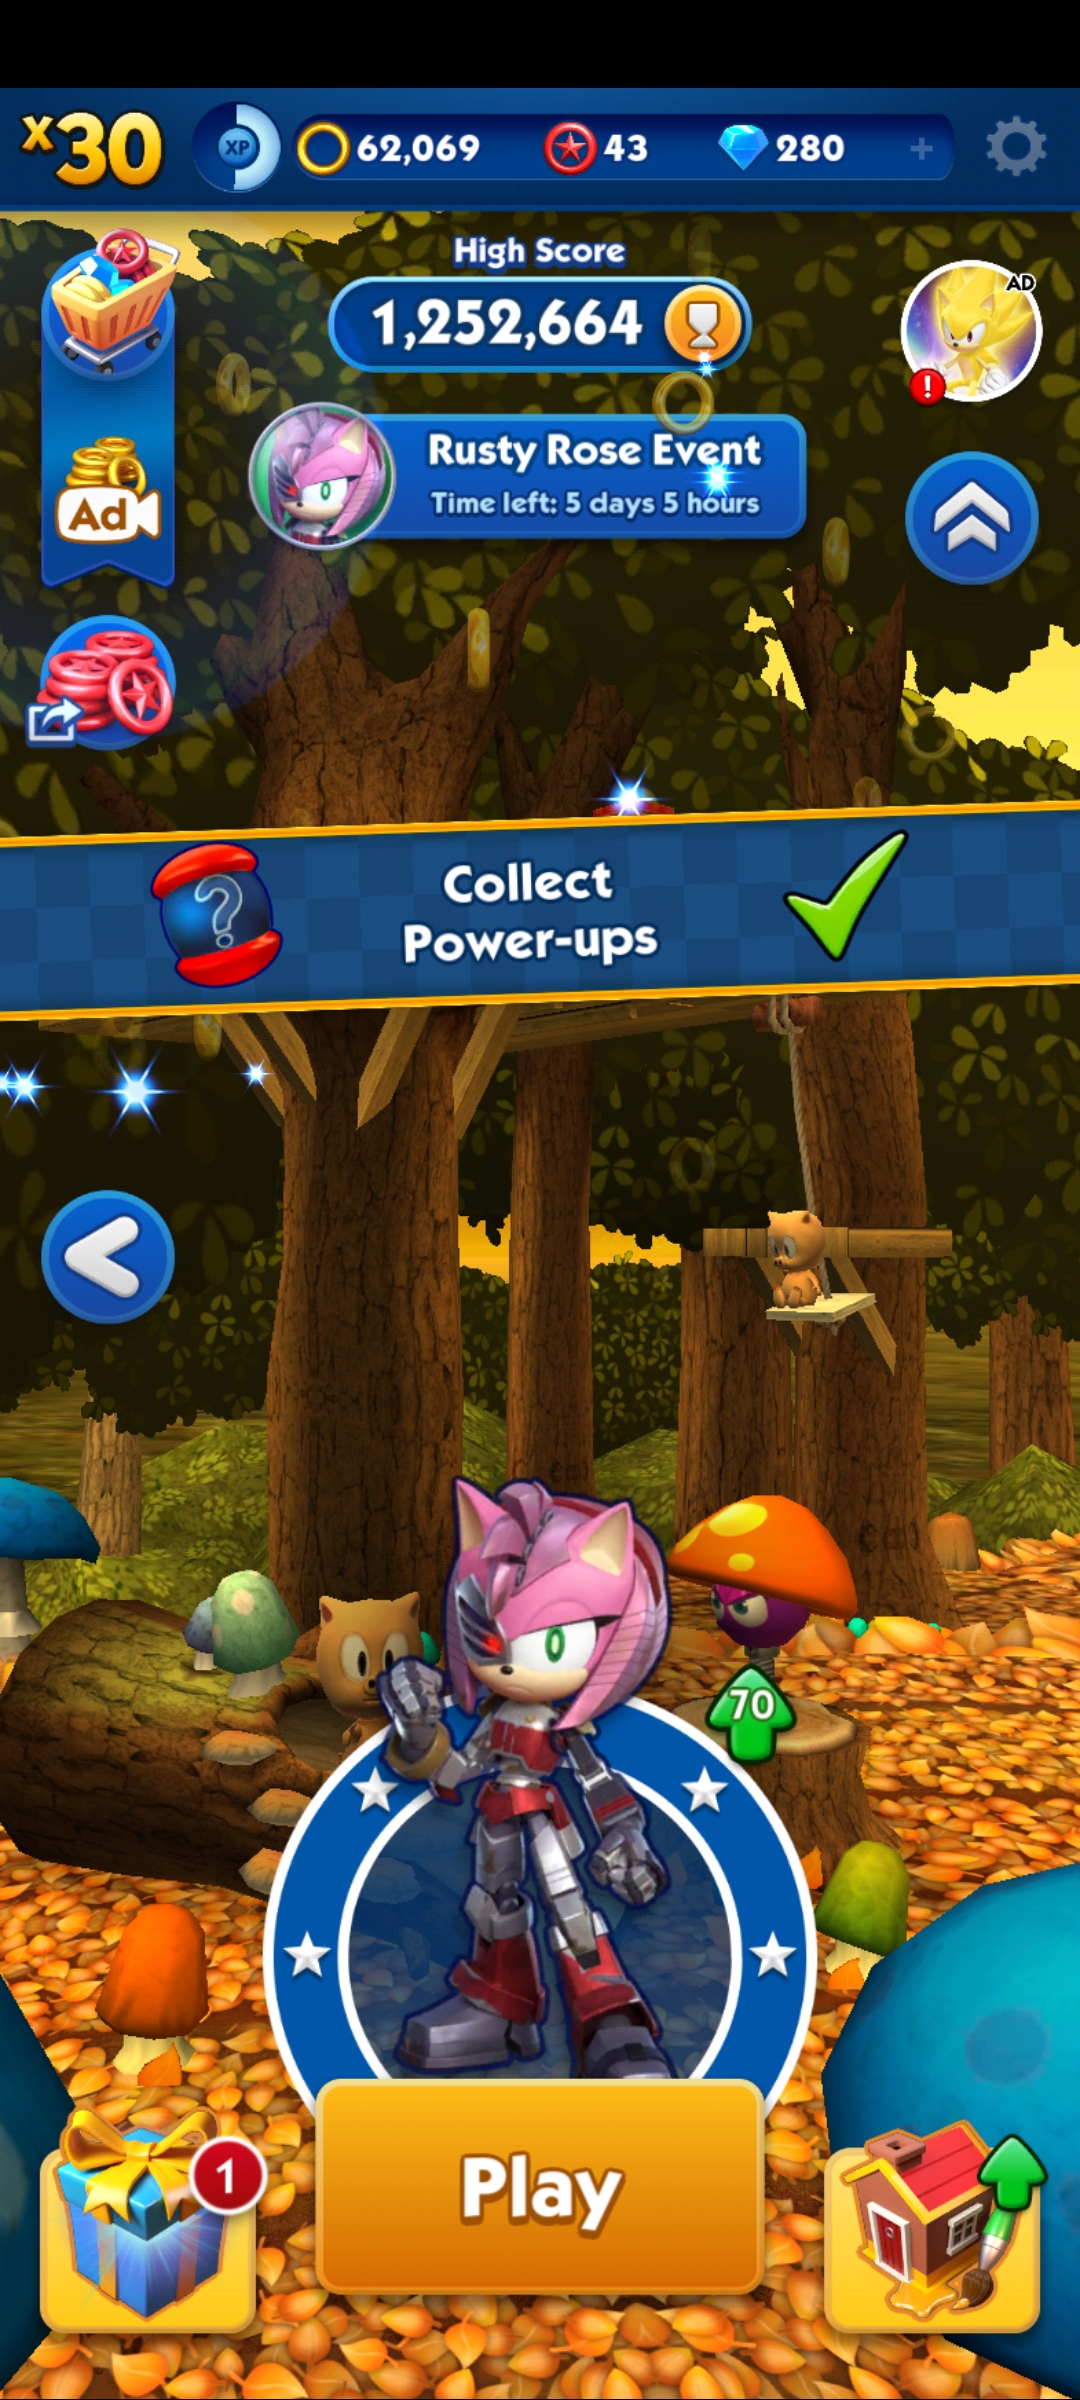 x30
XP
62,069
43
280
+
High Score
1,252,664
AD
!
Rusty Rose Event
Time left: 5 days 5 hours
Ad
?
Collect
Power-ups
70
1
Play